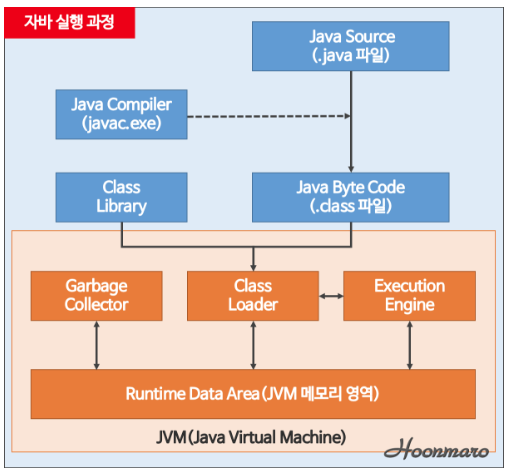 자바 실행 과정
Java Source
(.java 파일)
Java Compiler
(javac.exe)
Class
Library
Java Byte Code
(.class 파일)
Garbage
Collector
Class
Loader
Execution
Engine
Runtime Data Area(JVM 메모리 영역)
JVM(Java Virtual Machine)
Hoonmaro